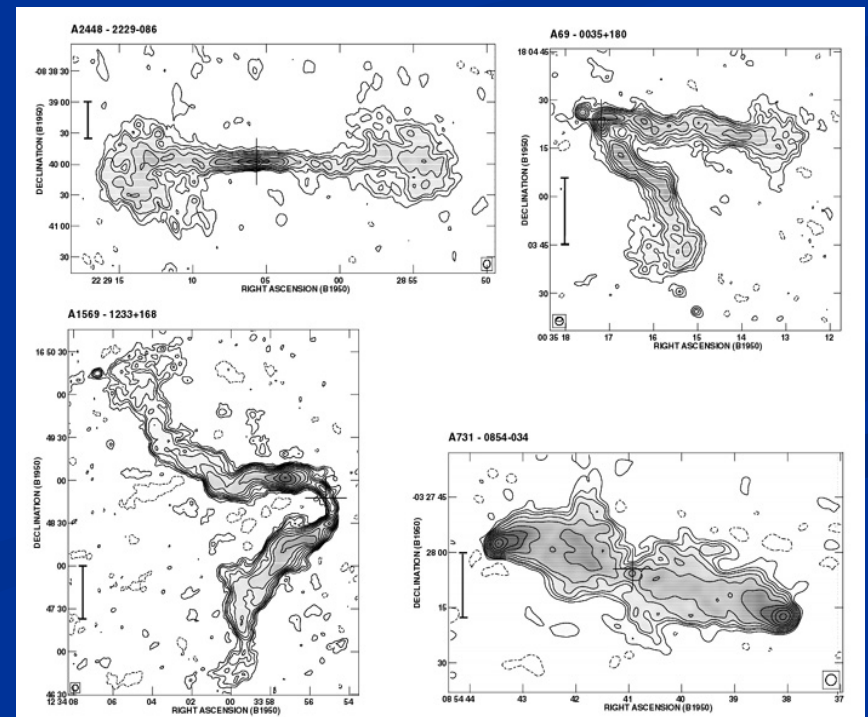 A2448 - 2229-086
-08 38 30
39 00
30
40 00
30
41 00
30
DECLINATION (B1950)
22 29 15
10
05
00
28 55
50
RIGHT ASCENSION (B1950)
A69 - 0035+180
18 04 45
30
15
00
03 45
30
DECLINATION (B1950)
00 35 18
17
16
15
14
13
12
RIGHT ASCENSION (B1950)
A1569 - 1233+168
16 50 30
00
49 30
00
48 30
00
47 30
00
46 30
DECLINATION (B1950)
12 34 08
06
04
02
00
33 58
56
54
RIGHT ASCENSION (B1950)
A731 - 0854-034
-03 27 45
28 00
15
30
DECLINATION (B1950)
08 54 44
43
42
41
40
39
38
37
RIGHT ASCENSION (B1950)